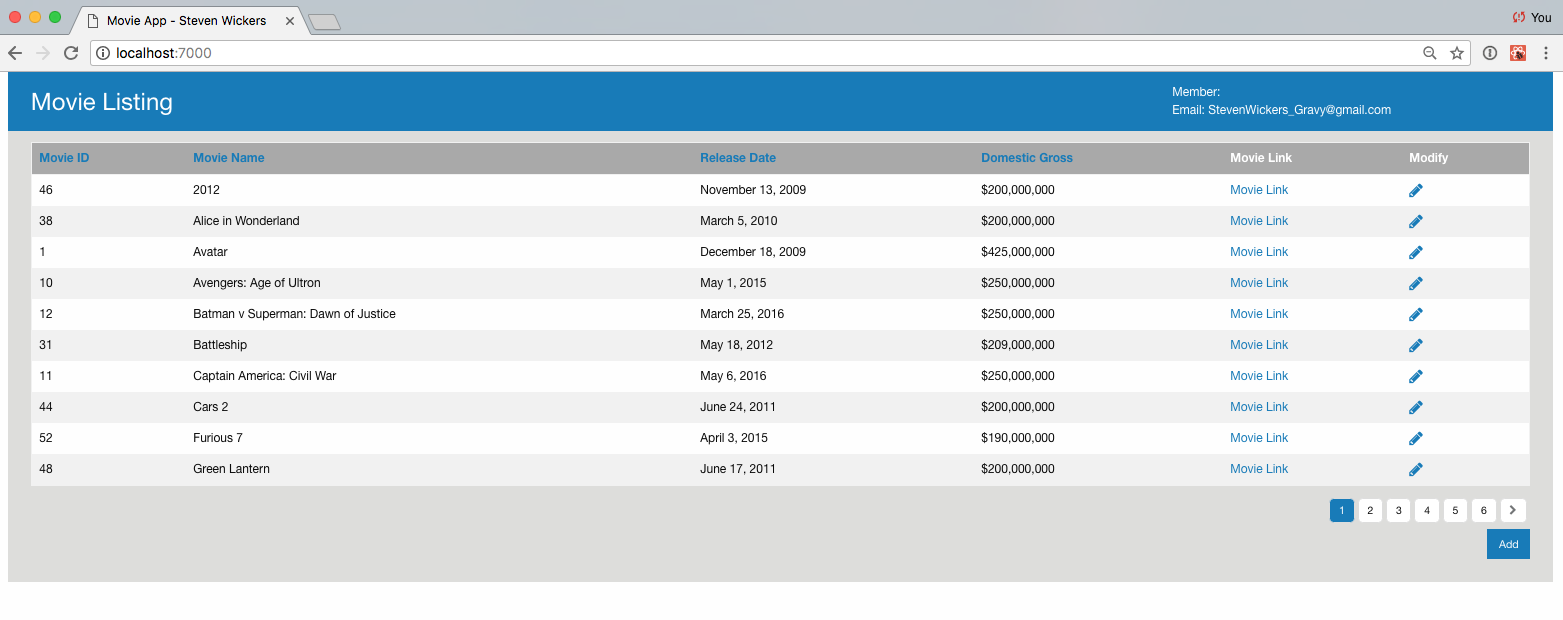 Movie App - Steven Wickers
You
localhost:7000
Movie Listing
Member:
Email: StevenWickers_Gravy@gmail.com
Movie ID Movie Name Release Date Domestic Gross Movie Link Modify
46 2012 November 13, 2009 $200,000,000 Movie Link
38 Alice in Wonderland March 5, 2010 $200,000,000 Movie Link
1 Avatar December 18, 2009 $425,000,000 Movie Link
10 Avengers: Age of Ultron May 1, 2015 $250,000,000 Movie Link
12 Batman v Superman: Dawn of Justice March 25, 2016 $250,000,000 Movie Link
31 Battleship May 18, 2012 $209,000,000 Movie Link
11 Captain America: Civil War May 6, 2016 $250,000,000 Movie Link
44 Cars 2 June 24, 2011 $200,000,000 Movie Link
52 Furious 7 April 3, 2015 $190,000,000 Movie Link
48 Green Lantern June 17, 2011 $200,000,000 Movie Link
1 2 3 4 5 6
Add